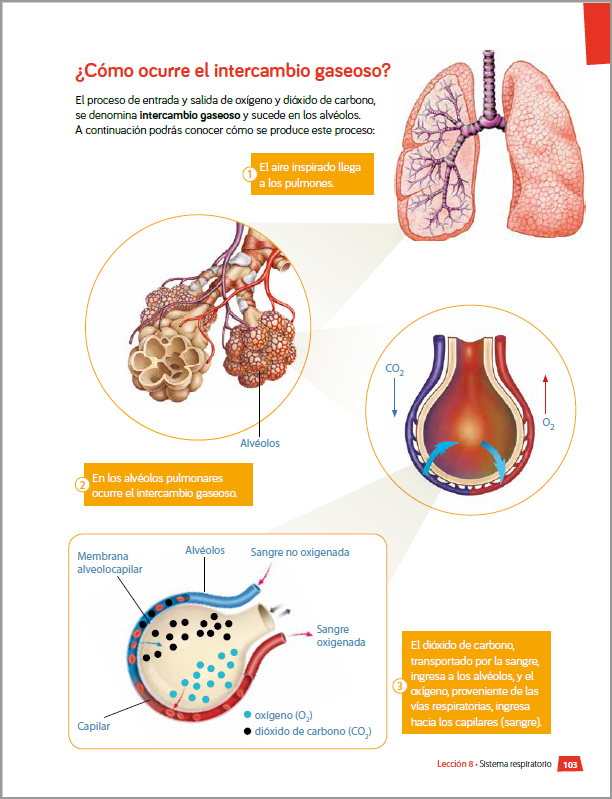 ¿Cómo ocurre el intercambio gaseoso?
El proceso de entrada y salida de oxígeno y dióxido de carbono,
se denomina intercambio gaseoso y sucede en los alvéolos.
A continuación podrás conocer cómo se produce este proceso:
1
El aire inspirado llega
a los pulmones.
Alvéolos
CO₂
O₂
2
En los alvéolos pulmonares
ocurre el intercambio gaseoso.
Membrana
alveolocapilar
Alvéolos
Sangre no oxigenada
Sangre
oxigenada
Capilar
oxígeno (O₂)
dióxido de carbono (CO₂)
3
El dióxido de carbono,
transportado por la sangre,
ingresa a los alvéolos, y el
oxígeno, proveniente de las
vías respiratorias, ingresa
hacia los capilares (sangre).
Lección 8 • Sistema respiratorio 103